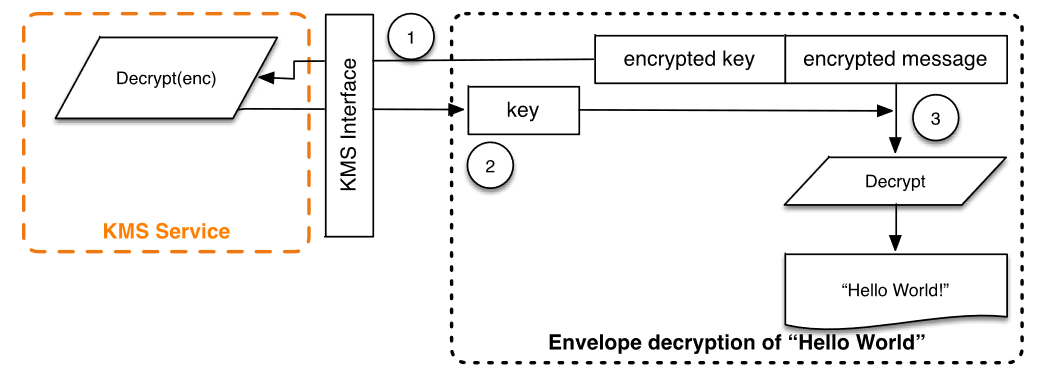 1
encrypted key
encrypted message
Decrypt(enc)
KMS Interface
key
3
2
Decrypt
KMS Service
“Hello World!”
Envelope decryption of “Hello World”